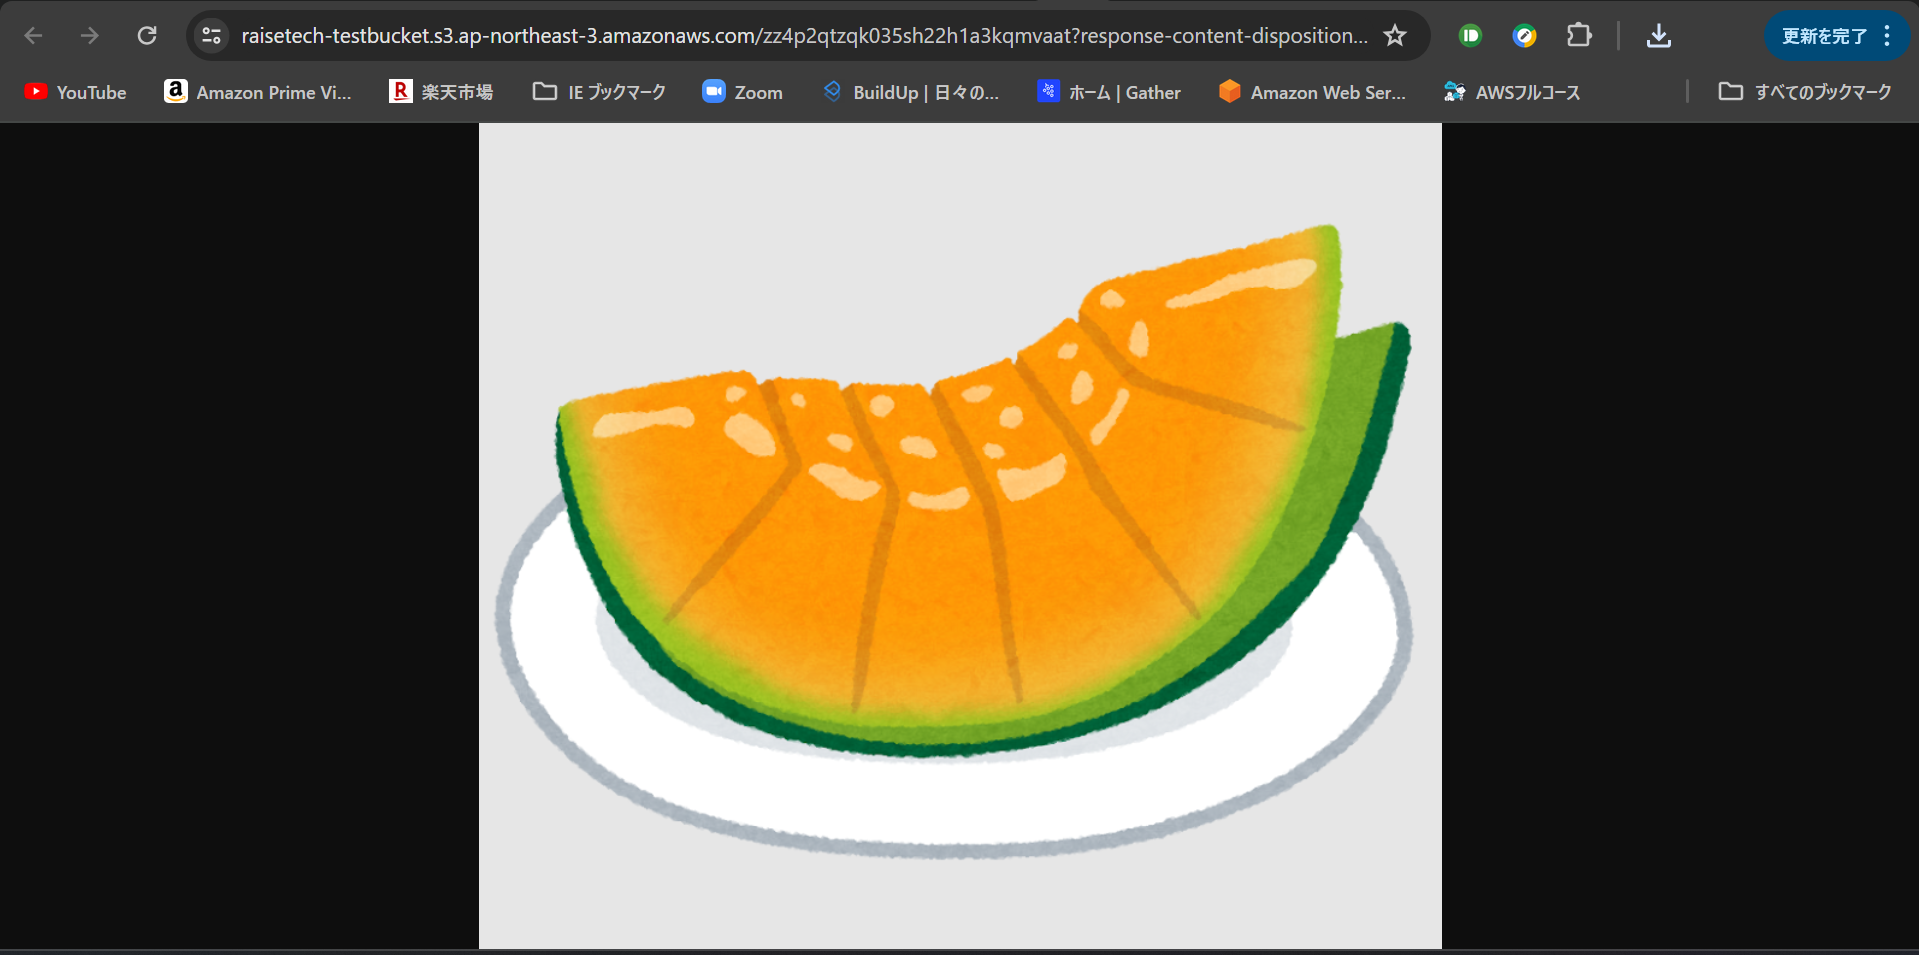 raisetech-testbucket.s3.ap-northeast-3.amazonaws.com/zz4p2qtzqk035sh22h1a3kqmvaat?response-content-disposition...
更新を完了
YouTube
Amazon Prime Vi...
楽天市場
IE ブックマーク
Zoom
BuildUp | 日々の...
ホーム | Gather
Amazon Web Ser...
AWSフルコース
すべてのブックマーク